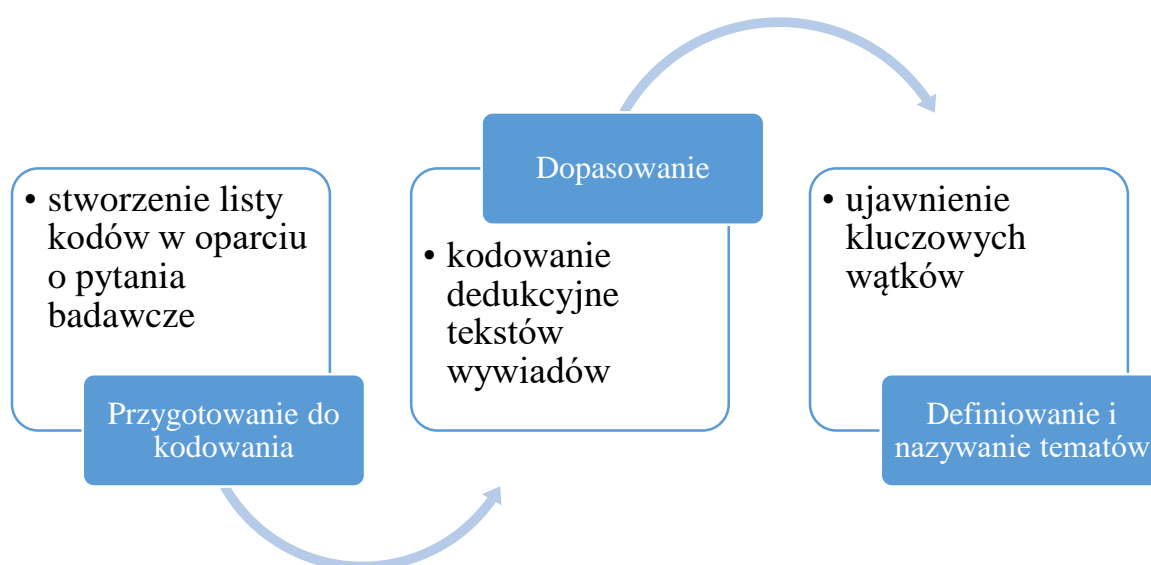 • stworzenie listy
kodów w oparciu
o pytania
badawcze
Przygotowanie do
kodowania
Dopasowanie
• kodowanie
dedukcyjne
tekstów
wywiadów
• ujawnienie
kluczowych
wątków
Definiowanie i
nazywanie tematów